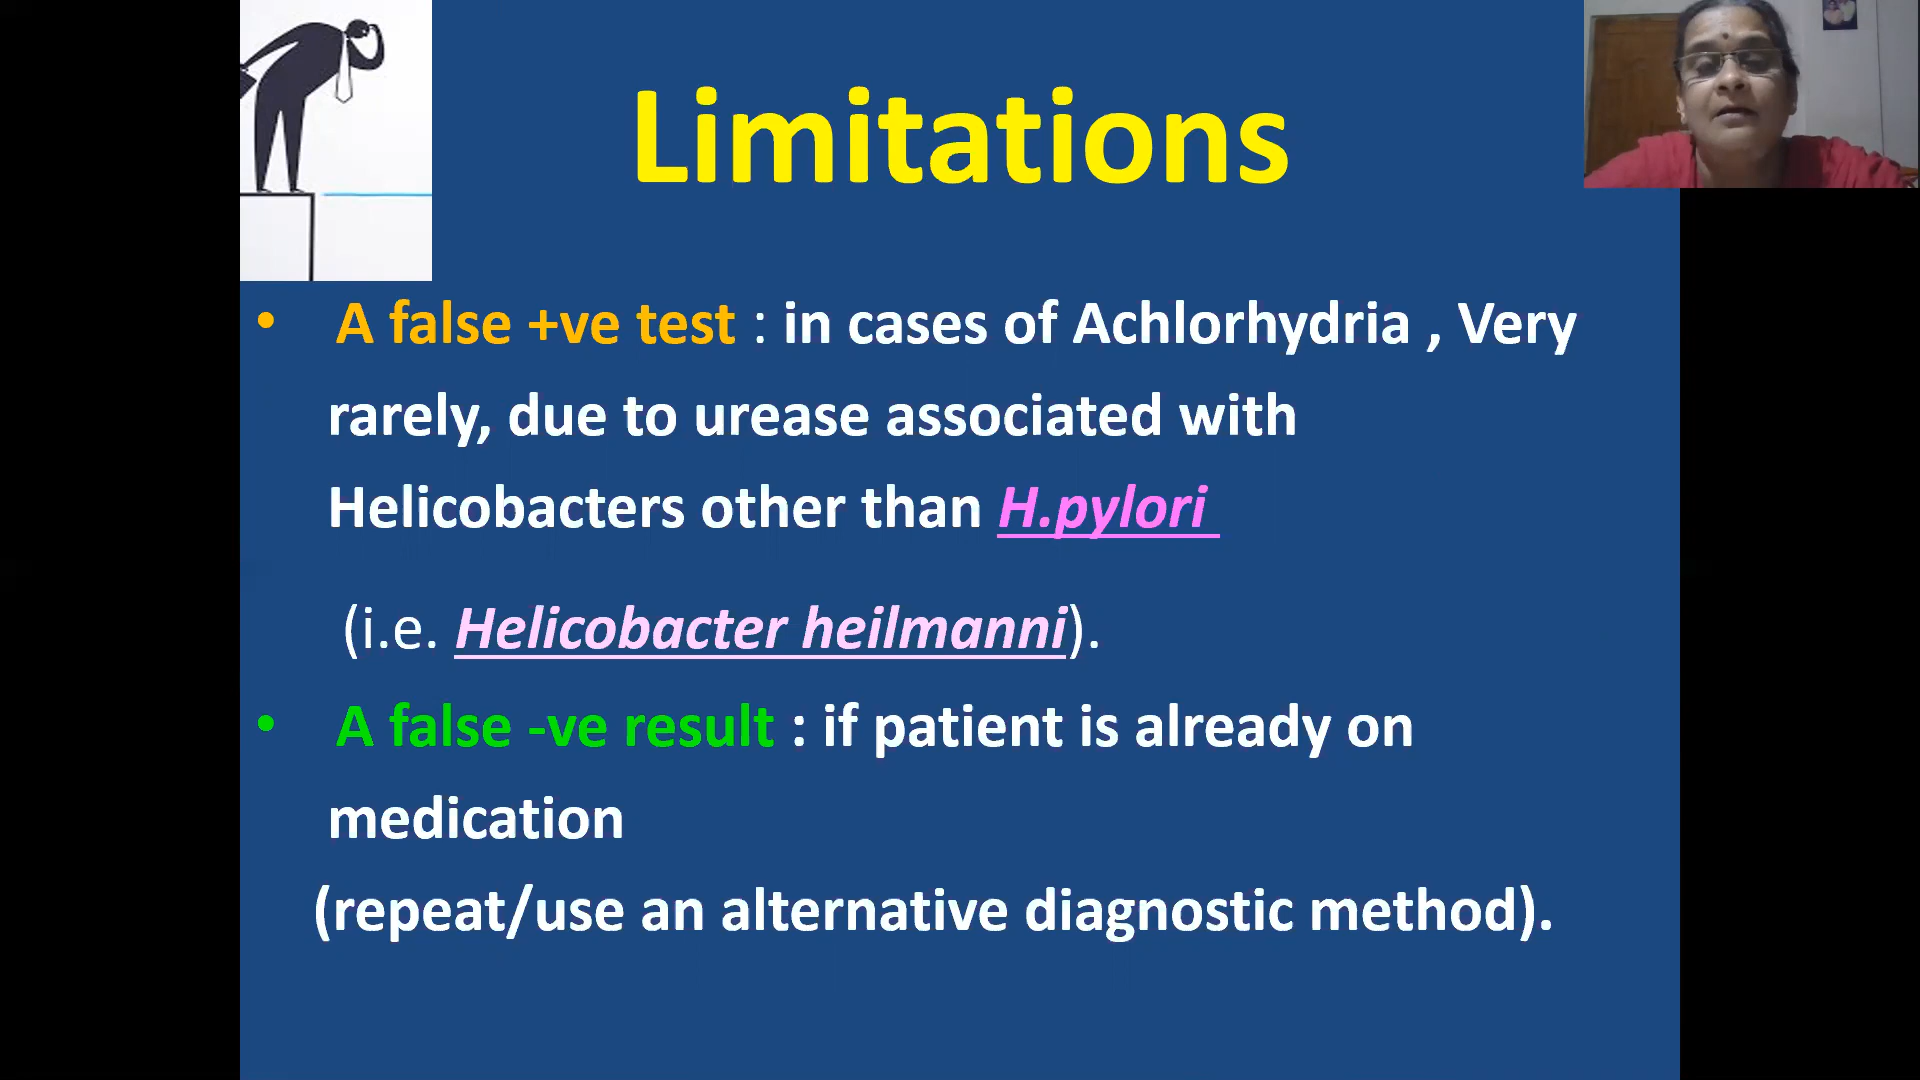 Limitations
• A false +ve test : in cases of Achlorhydria , Very
rarely, due to urease associated with
Helicobacters other than H.pylori
(i.e. Helicobacter heilmanni).
• A false -ve result : if patient is already on
medication
(repeat/use an alternative diagnostic method).